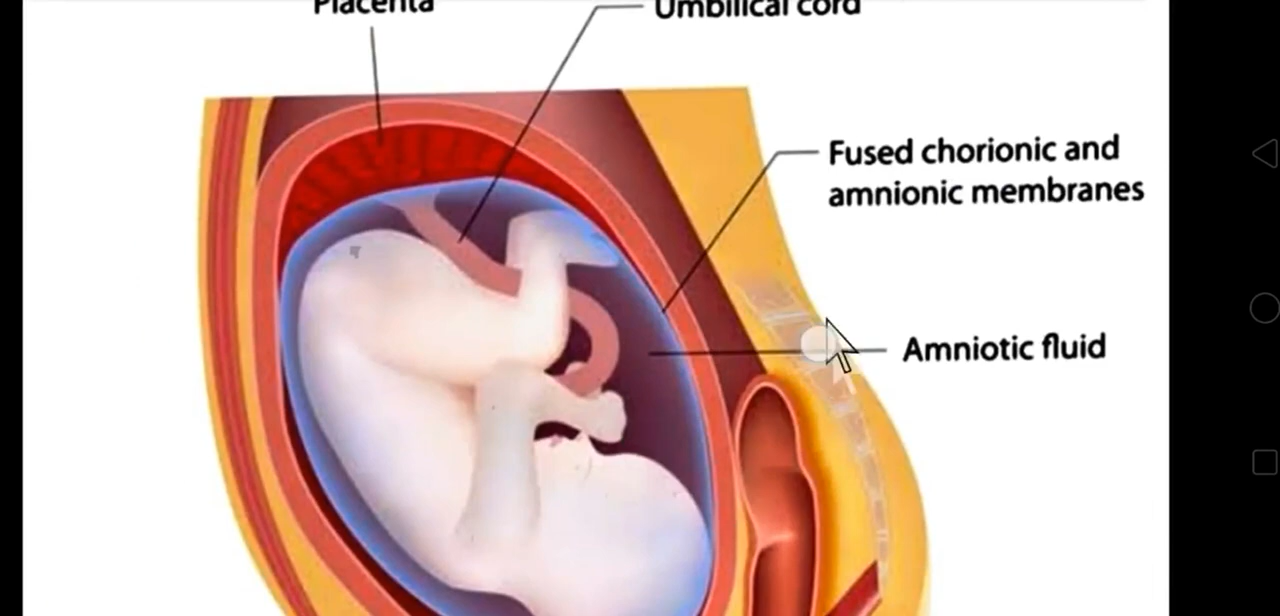 Placenta
Umbilical cord
Fused chorionic and
amnionic membranes
Amniotic fluid